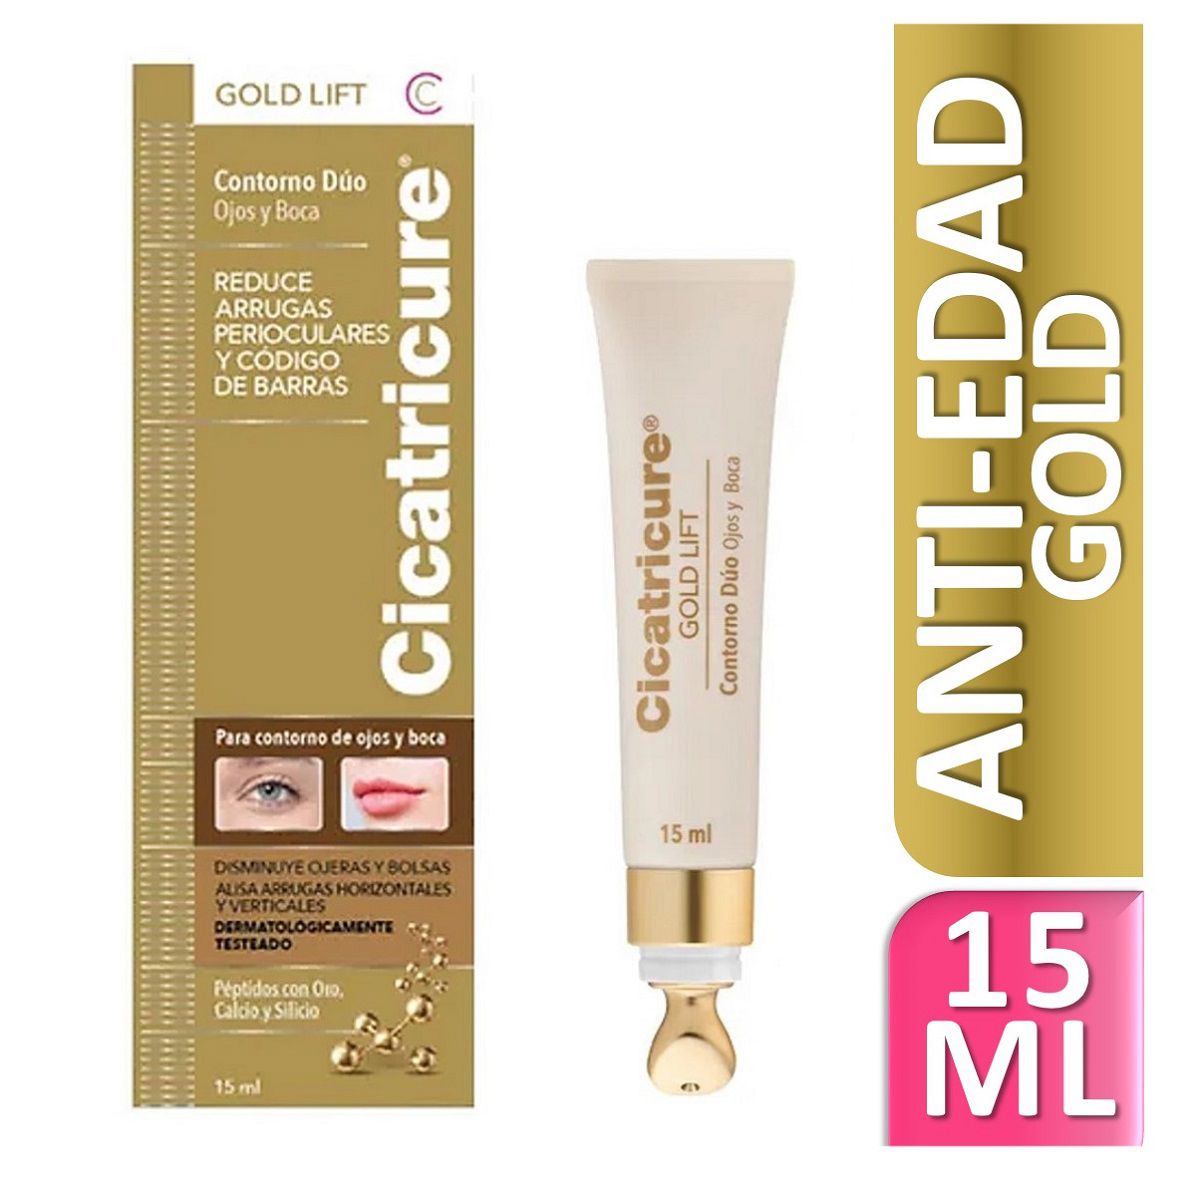 GOLD LIFT
Contorno Dúo
Ojos y Boca
REDUCE
ARRUGAS
PERIOCULARES
Y CÓDIGO
DE BARRAS
Cicatricure®
Para contorno de ojos y boca
DISMINUYE OJERAS Y BOLSAS
ALISA ARRUGAS HORIZONTALES
Y VERTICALES
DERMATOLÓGICAMENTE
TESTEADO
Péptidos con Oro,
Calcio y Silicio
15 ml
Cicatricure®
GOLD LIFT
Contorno Dúo Ojos y Boca
15 ml
ANTI-EDAD
GOLD
15
ML